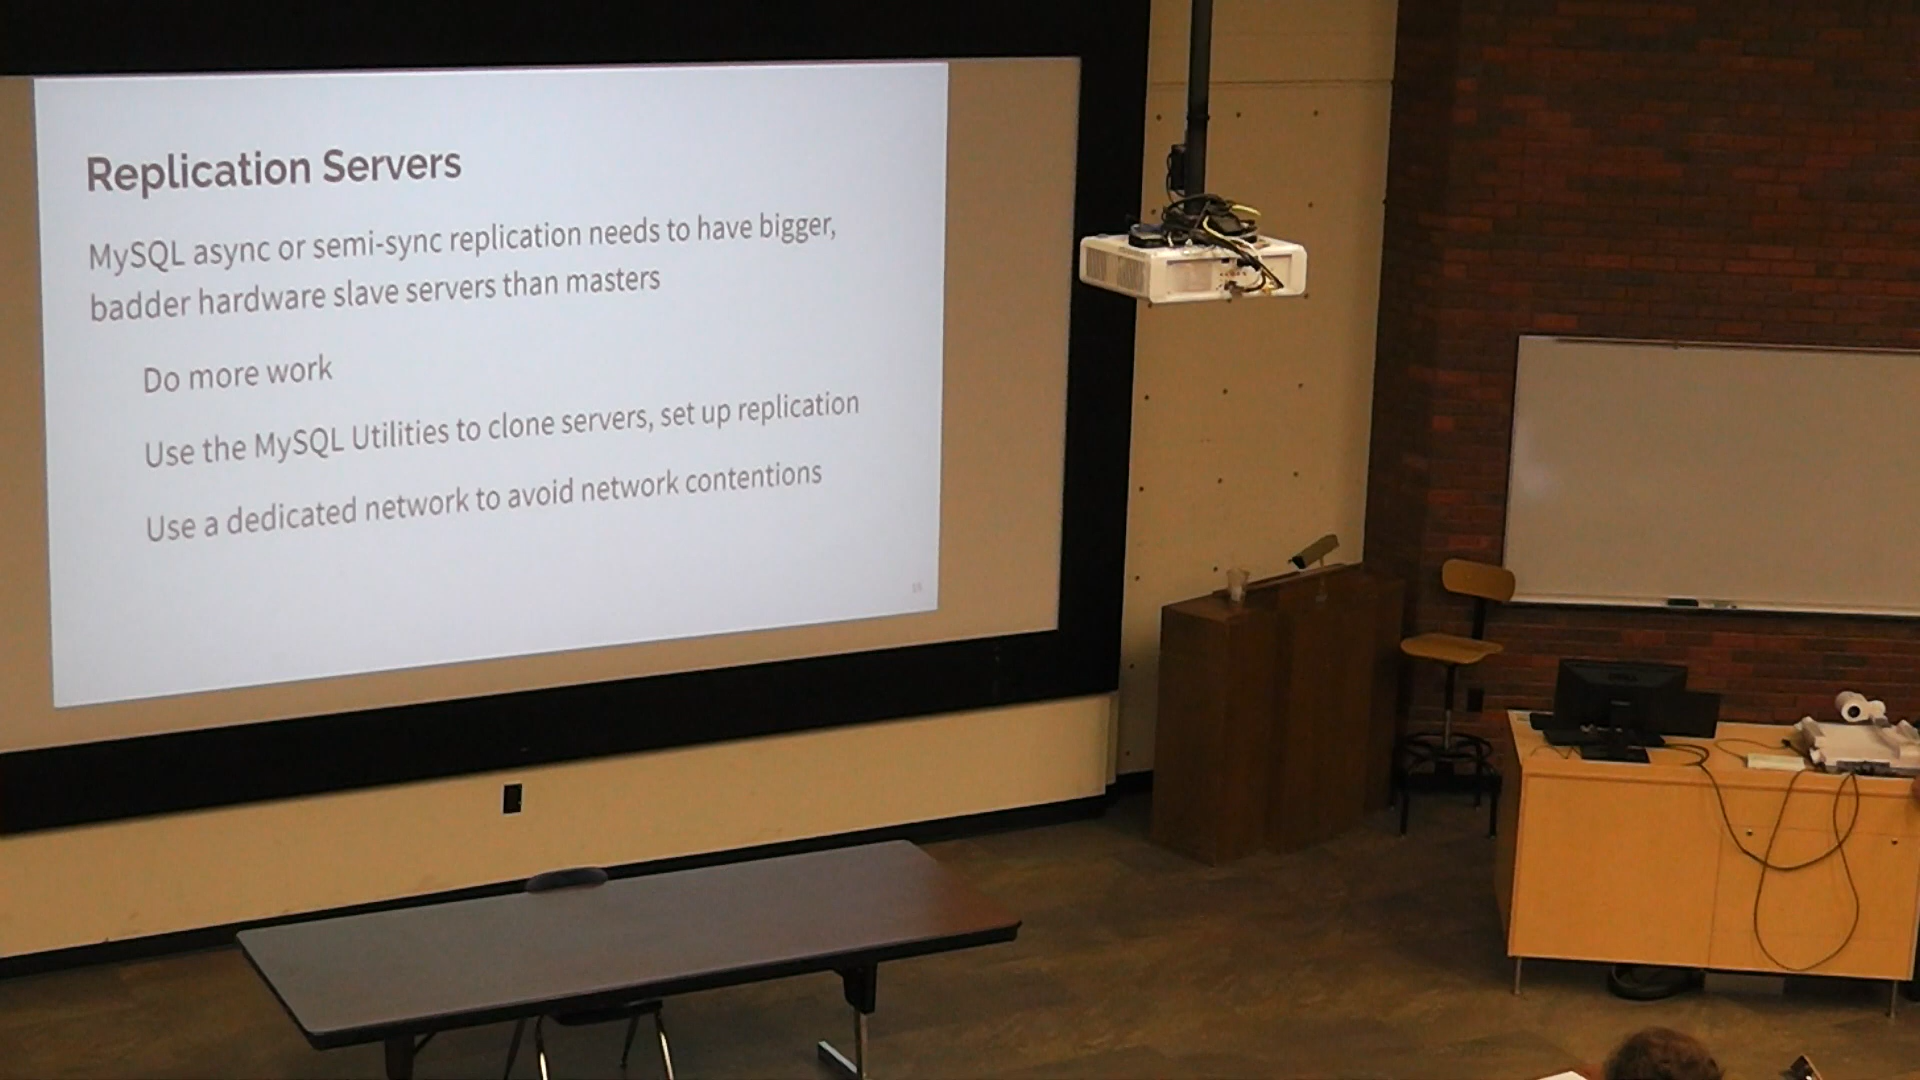 Replication Servers
MySQL async or semi-sync replication needs to have bigger,
badder hardware slave servers than masters
Do more work
Use the MySQL Utilities to clone servers, set up replication
Use a dedicated network to avoid network contentions
DELL